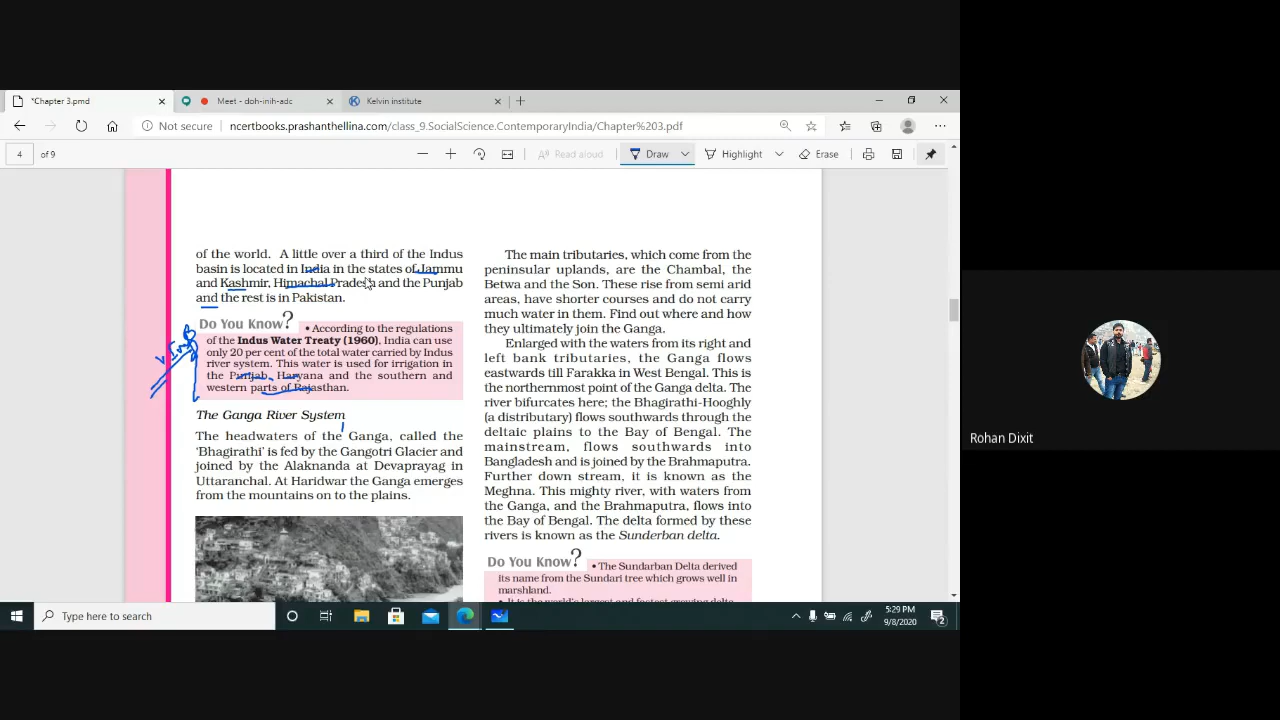 *Chapter 3.pmd
Meet - doh-inih-adc
Kelvin institute
Not secure
ncertbooks.prashanthellina.com/class_9.SocialScience.ContemporaryIndia/Chapter%203.pdf
4 of 9
Read aloud
Draw
Highlight
Erase
of the world. A little over a third of the Indus
basin is located in India in the states of Jammu
and Kashmir, Himachal Pradesh and the Punjab
and the rest is in Pakistan.
Do You Know?
• According to the regulations
of the Indus Water Treaty (1960), India can use
only 20 per cent of the total water carried by Indus
river system. This water is used for irrigation in
the Punjab, Haryana and the southern and
western parts of Rajasthan.
The Ganga River System
The headwaters of the Ganga, called the
‘Bhagirathi’ is fed by the Gangotri Glacier and
joined by the Alaknanda at Devaprayag in
Uttaranchal. At Haridwar the Ganga emerges
from the mountains on to the plains.
The main tributaries, which come from the
peninsular uplands, are the Chambal, the
Betwa and the Son. These rise from semi arid
areas, have shorter courses and do not carry
much water in them. Find out where and how
they ultimately join the Ganga.
Enlarged with the waters from its right and
left bank tributaries, the Ganga flows
eastwards till Farakka in West Bengal. This is
the northernmost point of the Ganga delta. The
river bifurcates here; the Bhagirathi-Hooghly
(a distributary) flows southwards through the
deltaic plains to the Bay of Bengal. The
mainstream, flows southwards into
Bangladesh and is joined by the Brahmaputra.
Further down stream, it is known as the
Meghna. This mighty river, with waters from
the Ganga, and the Brahmaputra, flows into
the Bay of Bengal. The delta formed by these
rivers is known as the Sunderban delta.
Do You Know?
• The Sundarban Delta derived
its name from the Sundari tree which grows well in
marshland.
• It is the world's largest and fastest growing delta
Rohan Dixit
Type here to search
5:29 PM
9/8/2020
2